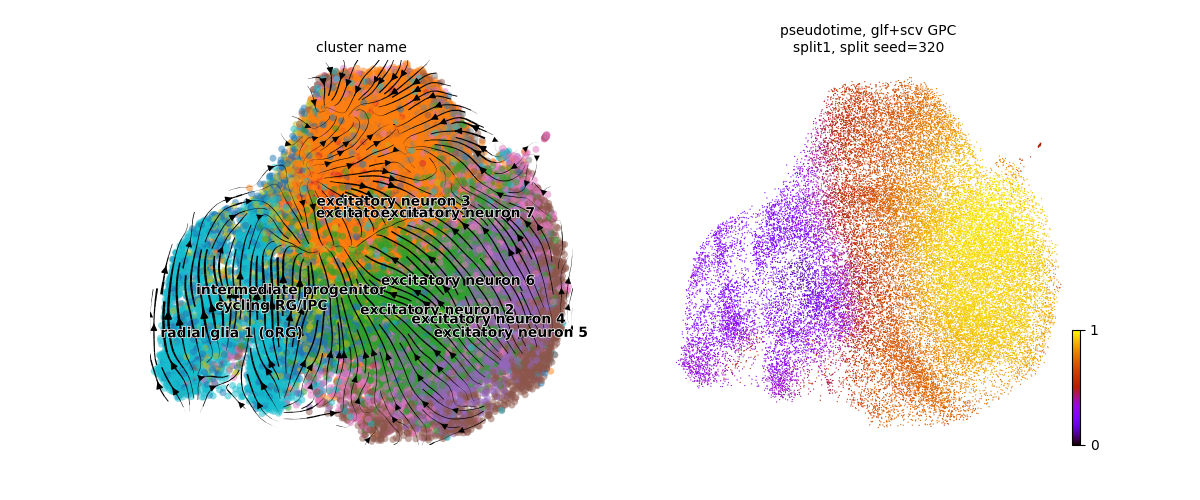 cluster name
pseudotime, glf+scv GPC
split1, split seed=320
excitatory neuron 3
excitatory neuron 7
excitatory neuron 6
intermediate progenitor
cycling RG/IPC
excitatory neuron 2
excitatory neuron 4
radial glia 1 (oRG)
excitatory neuron 5
1
0